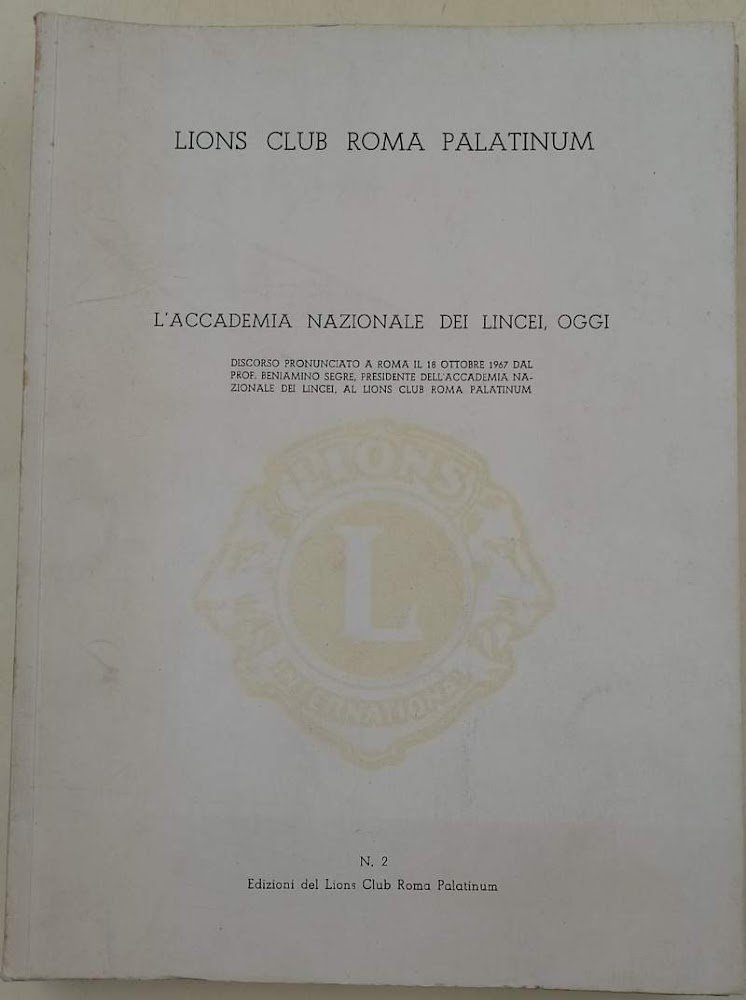 LIONS CLUB ROMA PALATINUM
L'ACCADEMIA NAZIONALE DEI LINCEI, OGGI
DISCORSO PRONUNCIATO A ROMA IL 18 OTTOBRE 1967 DAL
PROF. BENIAMINO SEGRE, PRESIDENTE DELL'ACCADEMIA NA-
ZIONALE DEI LINCEI, AL LIONS CLUB ROMA PALATINUM
LIONS
L
INTERNATIONAL
N. 2
Edizioni del Lions Club Roma Palatinum